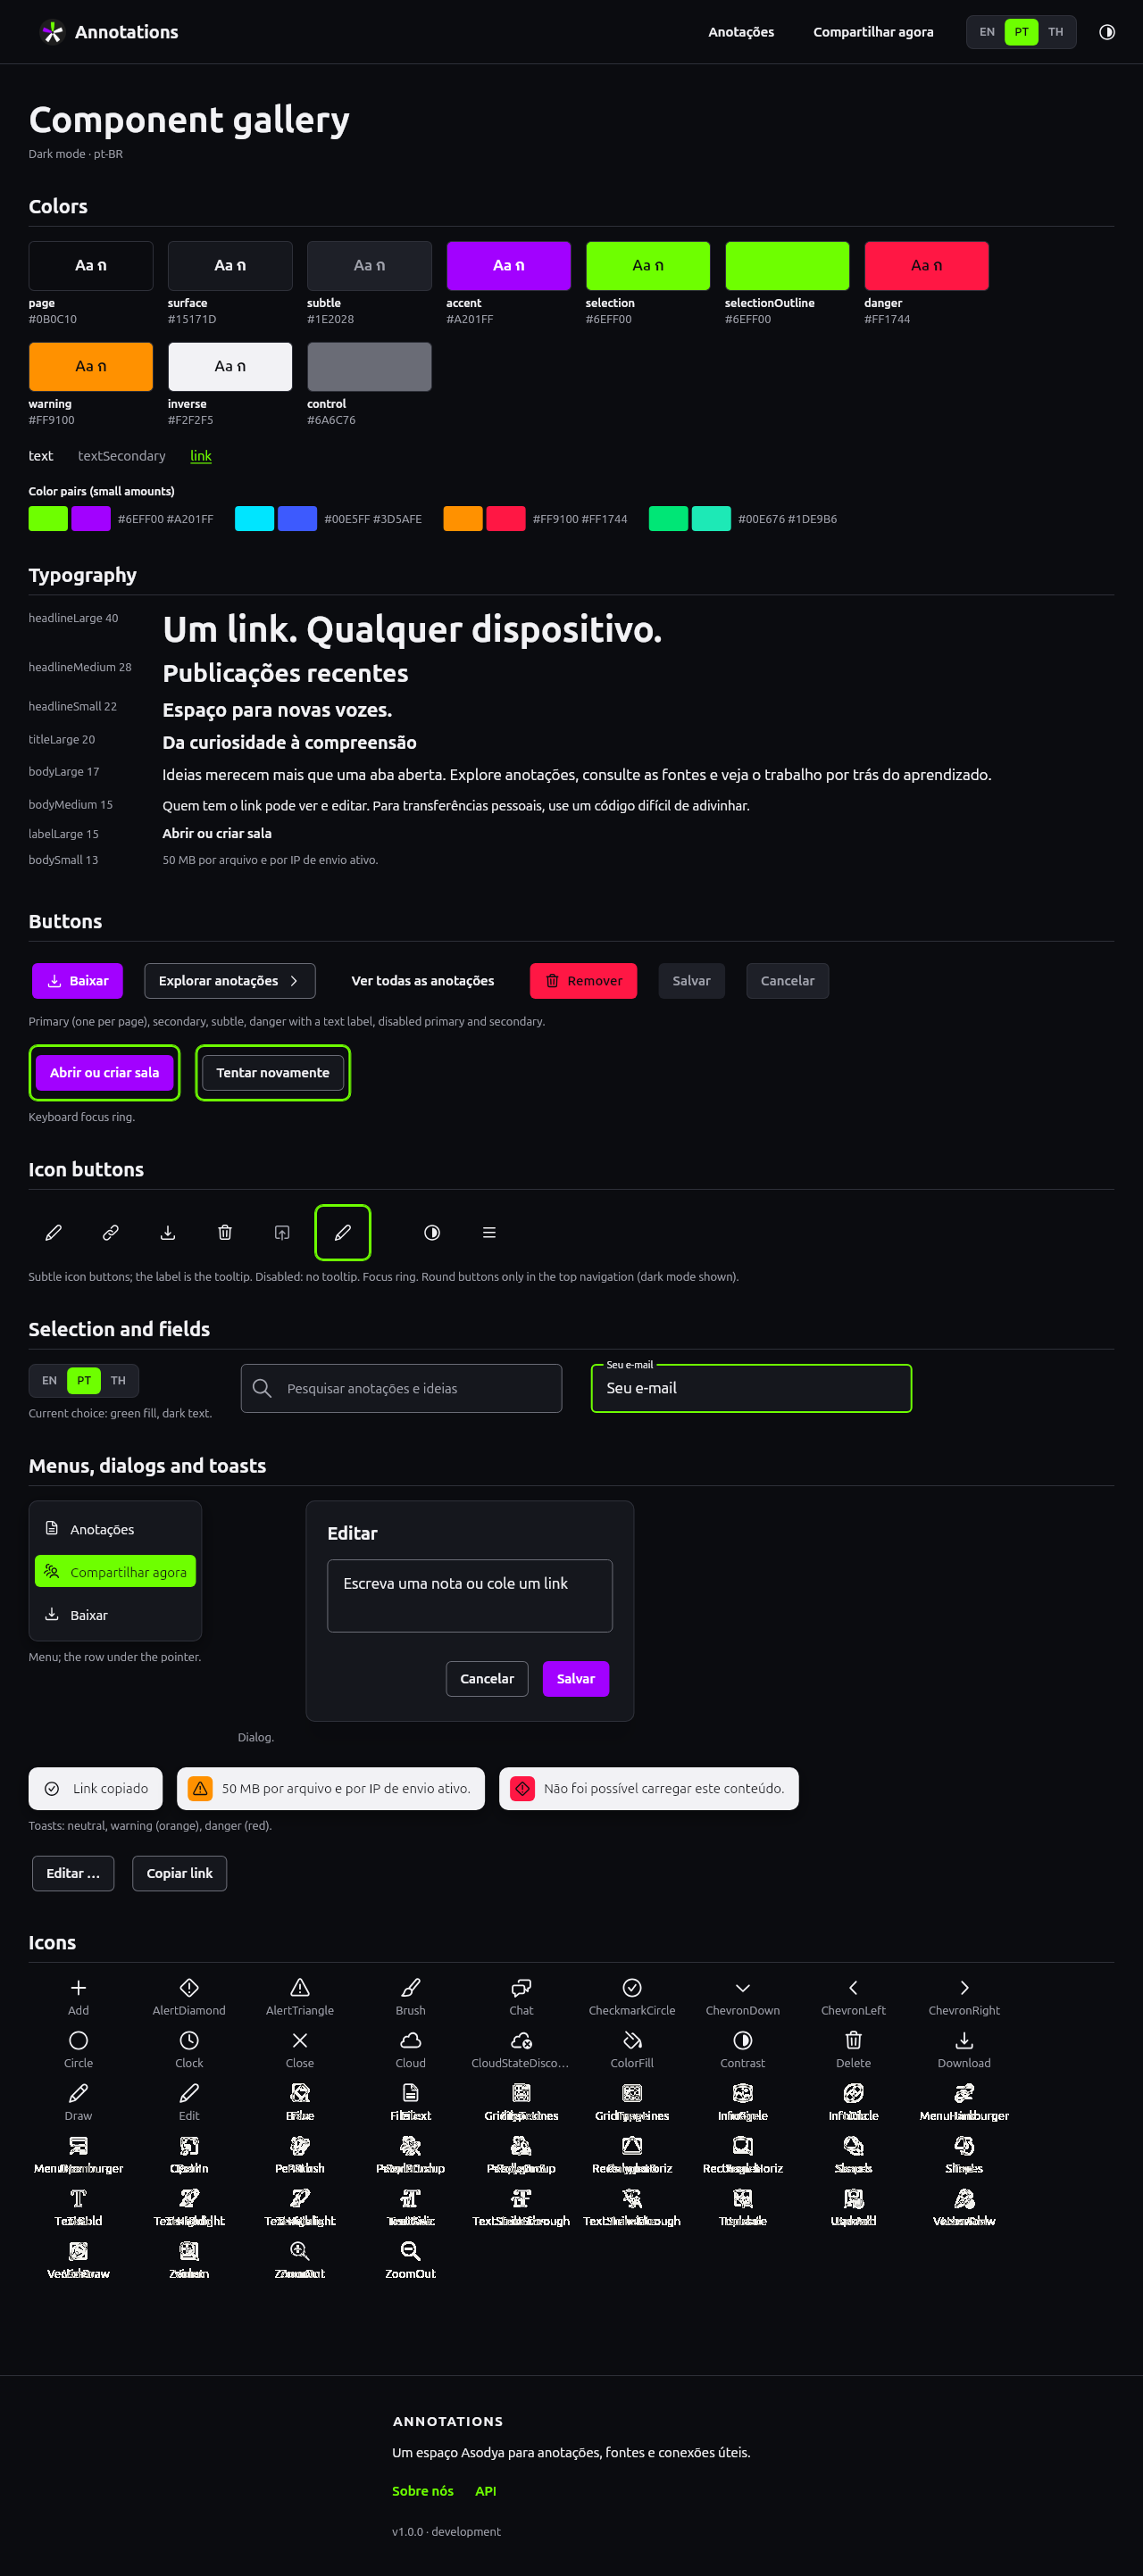 Annotations
Anotações
Compartilhar agora
EN PT TH
Component gallery
Dark mode · pt-BR
Colors
Aa ก Aa ก Aa ก Aa ก Aa ก Aa ก
page surface subtle accent selection selectionOutline danger
#0B0C10 #15171D #1E2028 #A201FF #6EFF00 #6EFF00 #FF1744
Aa ก Aa ก
warning inverse control
#FF9100 #F2F2F5 #6A6C76
text textSecondary link
Color pairs (small amounts)
#6EFF00 #A201FF #00E5FF #3D5AFE #FF9100 #FF1744 #00E676 #1DE9B6
Typography
headlineLarge 40 Um link. Qualquer dispositivo.
headlineMedium 28 Publicações recentes
headlineSmall 22 Espaço para novas vozes.
titleLarge 20 Da curiosidade à compreensão
bodyLarge 17 Ideias merecem mais que uma aba aberta. Explore anotações, consulte as fontes e veja o trabalho por trás do aprendizado.
bodyMedium 15 Quem tem o link pode ver e editar. Para transferências pessoais, use um código difícil de adivinhar.
labelLarge 15 Abrir ou criar sala
bodySmall 13 50 MB por arquivo e por IP de envio ativo.
Buttons
Baixar Explorar anotações Ver todas as anotações Remover Salvar Cancelar
Primary (one per page), secondary, subtle, danger with a text label, disabled primary and secondary.
Abrir ou criar sala Tentar novamente
Keyboard focus ring.
Icon buttons
Subtle icon buttons; the label is the tooltip. Disabled: no tooltip. Focus ring. Round buttons only in the top navigation (dark mode shown).
Selection and fields
EN PT TH
Current choice: green fill, dark text.
Pesquisar anotações e ideias
Seu e-mail
Seu e-mail
Menus, dialogs and toasts
Anotações
Compartilhar agora
Baixar
Menu; the row under the pointer.
Editar
Escreva uma nota ou cole um link
Cancelar Salvar
Dialog.
Link copiado
50 MB por arquivo e por IP de envio ativo.
Não foi possível carregar este conteúdo.
Toasts: neutral, warning (orange), danger (red).
Editar ... Copiar link
Icons
Add AlertDiamond AlertTriangle Brush Chat CheckmarkCircle ChevronDown ChevronLeft ChevronRight
Circle Clock Close Cloud CloudStateDisco... ColorFill Contrast Delete Download
Draw Edit
ZoomOut
ANNOTATIONS
Um espaço Asodya para anotações, fontes e conexões úteis.
Sobre nós API
v1.0.0 · development